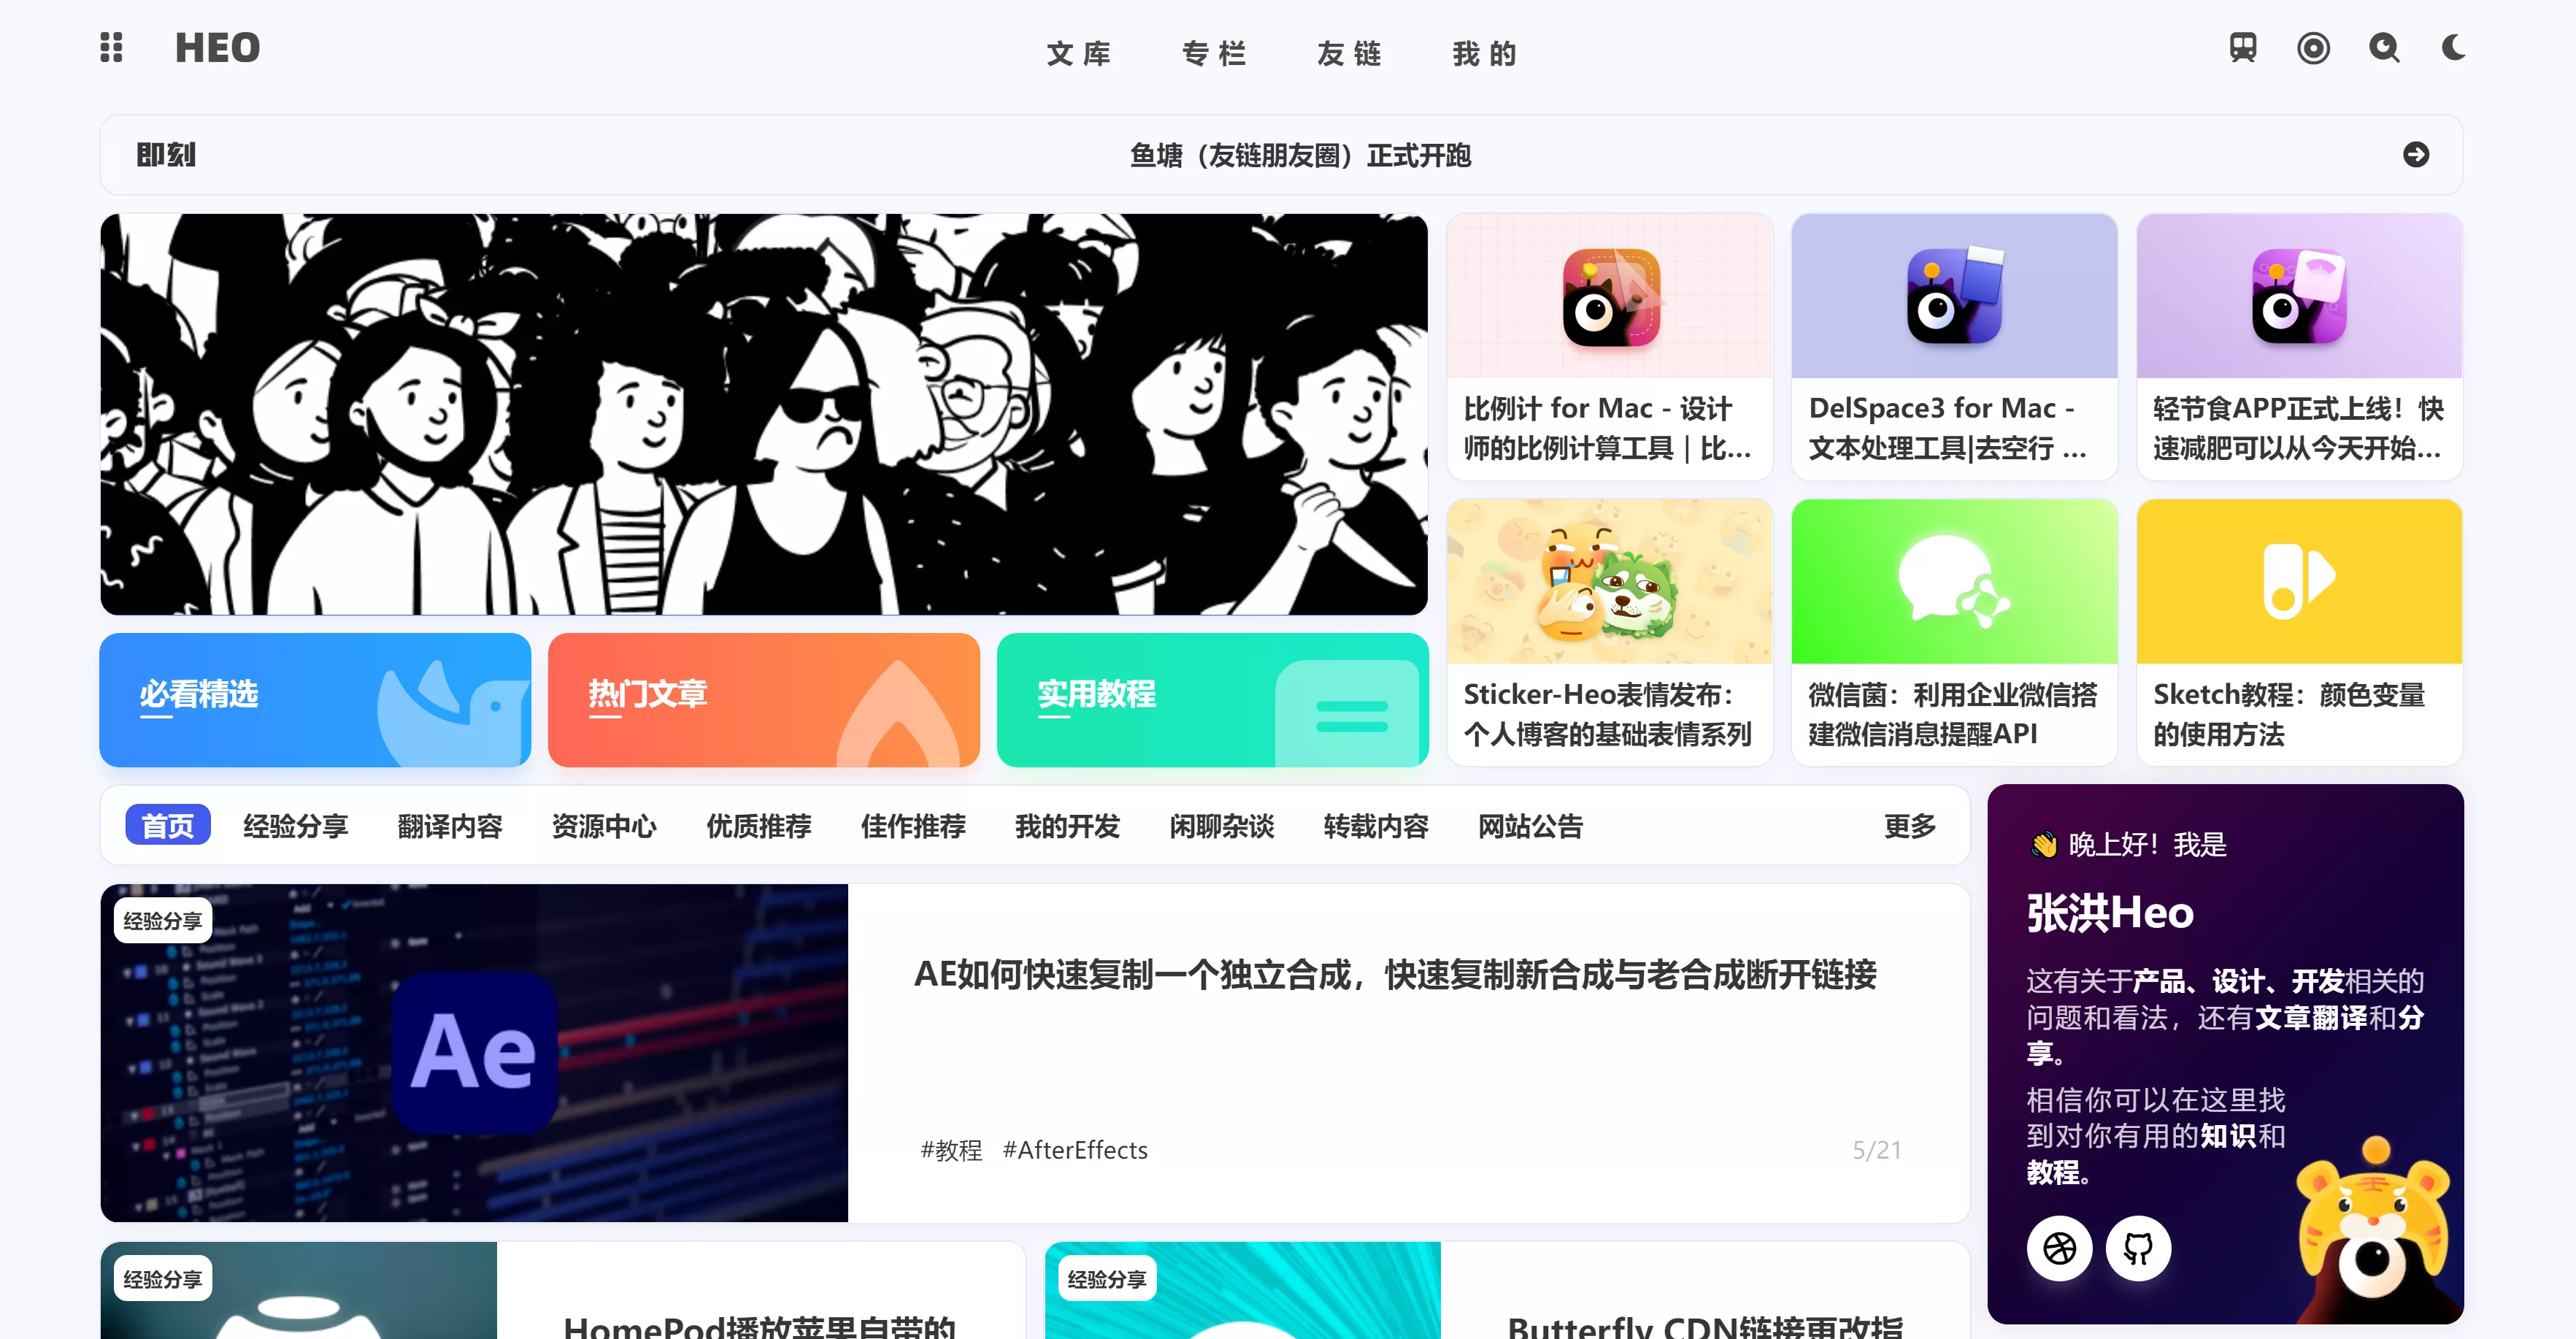 HEO
文库
专栏
友链
我的
即刻
鱼塘（友链朋友圈）正式开跑
比例计 for Mac - 设计
师的比例计算工具｜比...
DelSpace3 for Mac -
文本处理工具|去空行 ...
轻节食APP正式上线！快
速减肥可以从今天开始...
必看精选
热门文章
实用教程
Sticker-Heo表情发布：
个人博客的基础表情系列
微信菌：利用企业微信搭
建微信消息提醒API
Sketch教程：颜色变量
的使用方法
首页
经验分享
翻译内容
资源中心
优质推荐
佳作推荐
我的开发
闲聊杂谈
转载内容
网站公告
更多
经验分享
Ae
AE如何快速复制一个独立合成，快速复制新合成与老合成断开链接
#教程 #AfterEffects
5/21
👋 晚上好！我是
张洪Heo
这有关于产品、设计、开发相关的
问题和看法，还有文章翻译和分
享。
相信你可以在这里找
到对你有用的知识和
教程。
经验分享
HomePod播放苹果自带的
经验分享
Butterfly CDN链接更改指